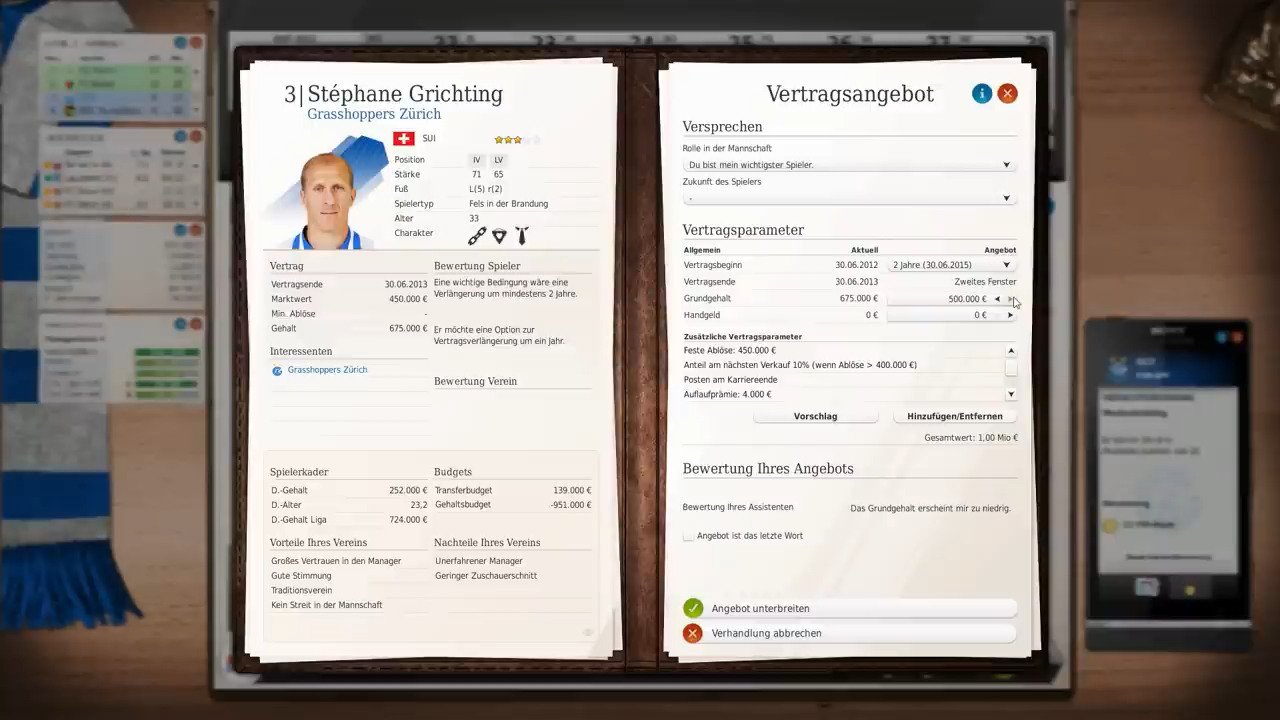 3|Stéphane Grichting
Grasshoppers Zürich
SUI
Position IV LV
Stärke 71 65
Fuß L(5) r(2)
Spielertyp Fels in der Brandung
Alter 33
Charakter
Vertrag
Vertragsende 30.06.2013
Marktwert 450.000 €
Min. Ablöse -
Gehalt 675.000 €
Interessenten
Grasshoppers Zürich
Bewertung Spieler
Eine wichtige Bedingung wäre eine
Verlängerung um mindestens 2 Jahre.
Er möchte eine Option zur
Vertragsverlängerung um ein Jahr.
Bewertung Verein
Spielerkader
D.-Gehalt 252.000 €
D.-Alter 23,2
D.-Gehalt Liga 724.000 €
Budgets
Transferbudget 139.000 €
Gehaltsbudget -951.000 €
Vorteile Ihres Vereins
Großes Vertrauen in den Manager
Gute Stimmung
Traditionsverein
Kein Streit in der Mannschaft
Nachteile Ihres Vereins
Unerfahrener Manager
Geringer Zuschauerschnitt
Vertragsangebot
Versprechen
Rolle in der Mannschaft
Du bist mein wichtigster Spieler.
Zukunft des Spielers
-
Vertragsparameter
Allgemein Aktuell Angebot
Vertragsbeginn 30.06.2012 2 Jahre (30.06.2015)
Vertragsende 30.06.2013 Zweites Fenster
Grundgehalt 675.000 € 500.000 €
Handgeld 0 € 0 €
Zusätzliche Vertragsparameter
Feste Ablöse: 450.000 €
Anteil am nächsten Verkauf 10% (wenn Ablöse > 400.000 €)
Posten am Karriereende
Auflaufprämie: 4.000 €
Vorschlag Hinzufügen/Entfernen
Gesamtwert: 1,00 Mio €
Bewertung Ihres Angebots
Bewertung Ihres Assistenten Das Grundgehalt erscheint mir zu niedrig.
Angebot ist das letzte Wort
Angebot unterbreiten
Verhandlung abbrechen